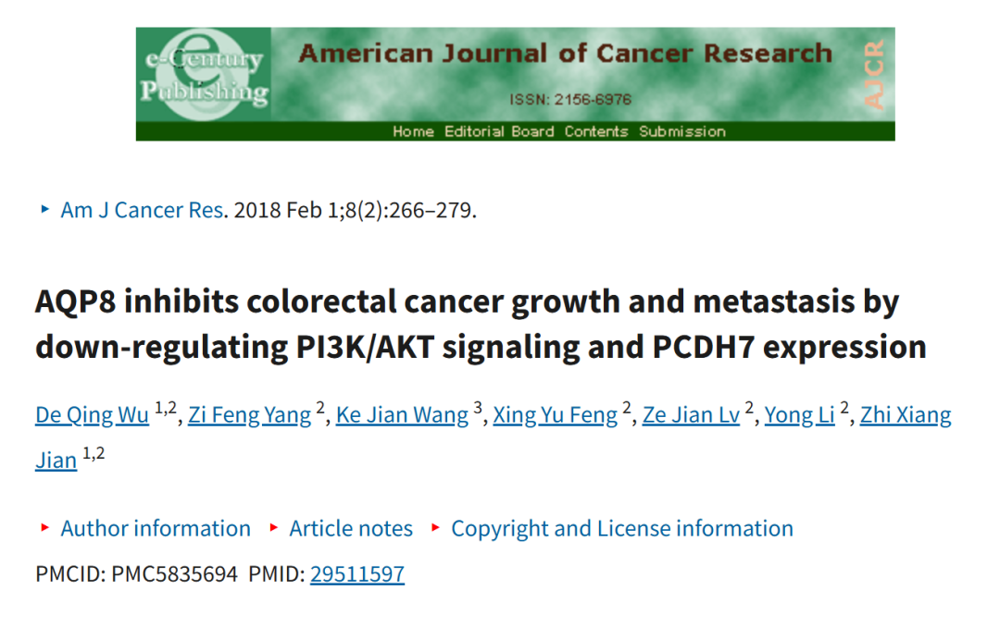 e-Century
Publishing
American Journal of Cancer Research
ISSN: 2156-6976
AJCR
Home Editorial Board Contents Submission
Am J Cancer Res. 2018 Feb 1;8(2):266–279.
AQP8 inhibits colorectal cancer growth and metastasis by
down-regulating PI3K/AKT signaling and PCDH7 expression
De Qing Wu 1,2, Zi Feng Yang 2, Ke Jian Wang 3, Xing Yu Feng 2, Ze Jian Lv 2, Yong Li 2, Zhi Xiang
Jian 1,2
Author information Article notes Copyright and License information
PMCID: PMC5835694 PMID: 29511597